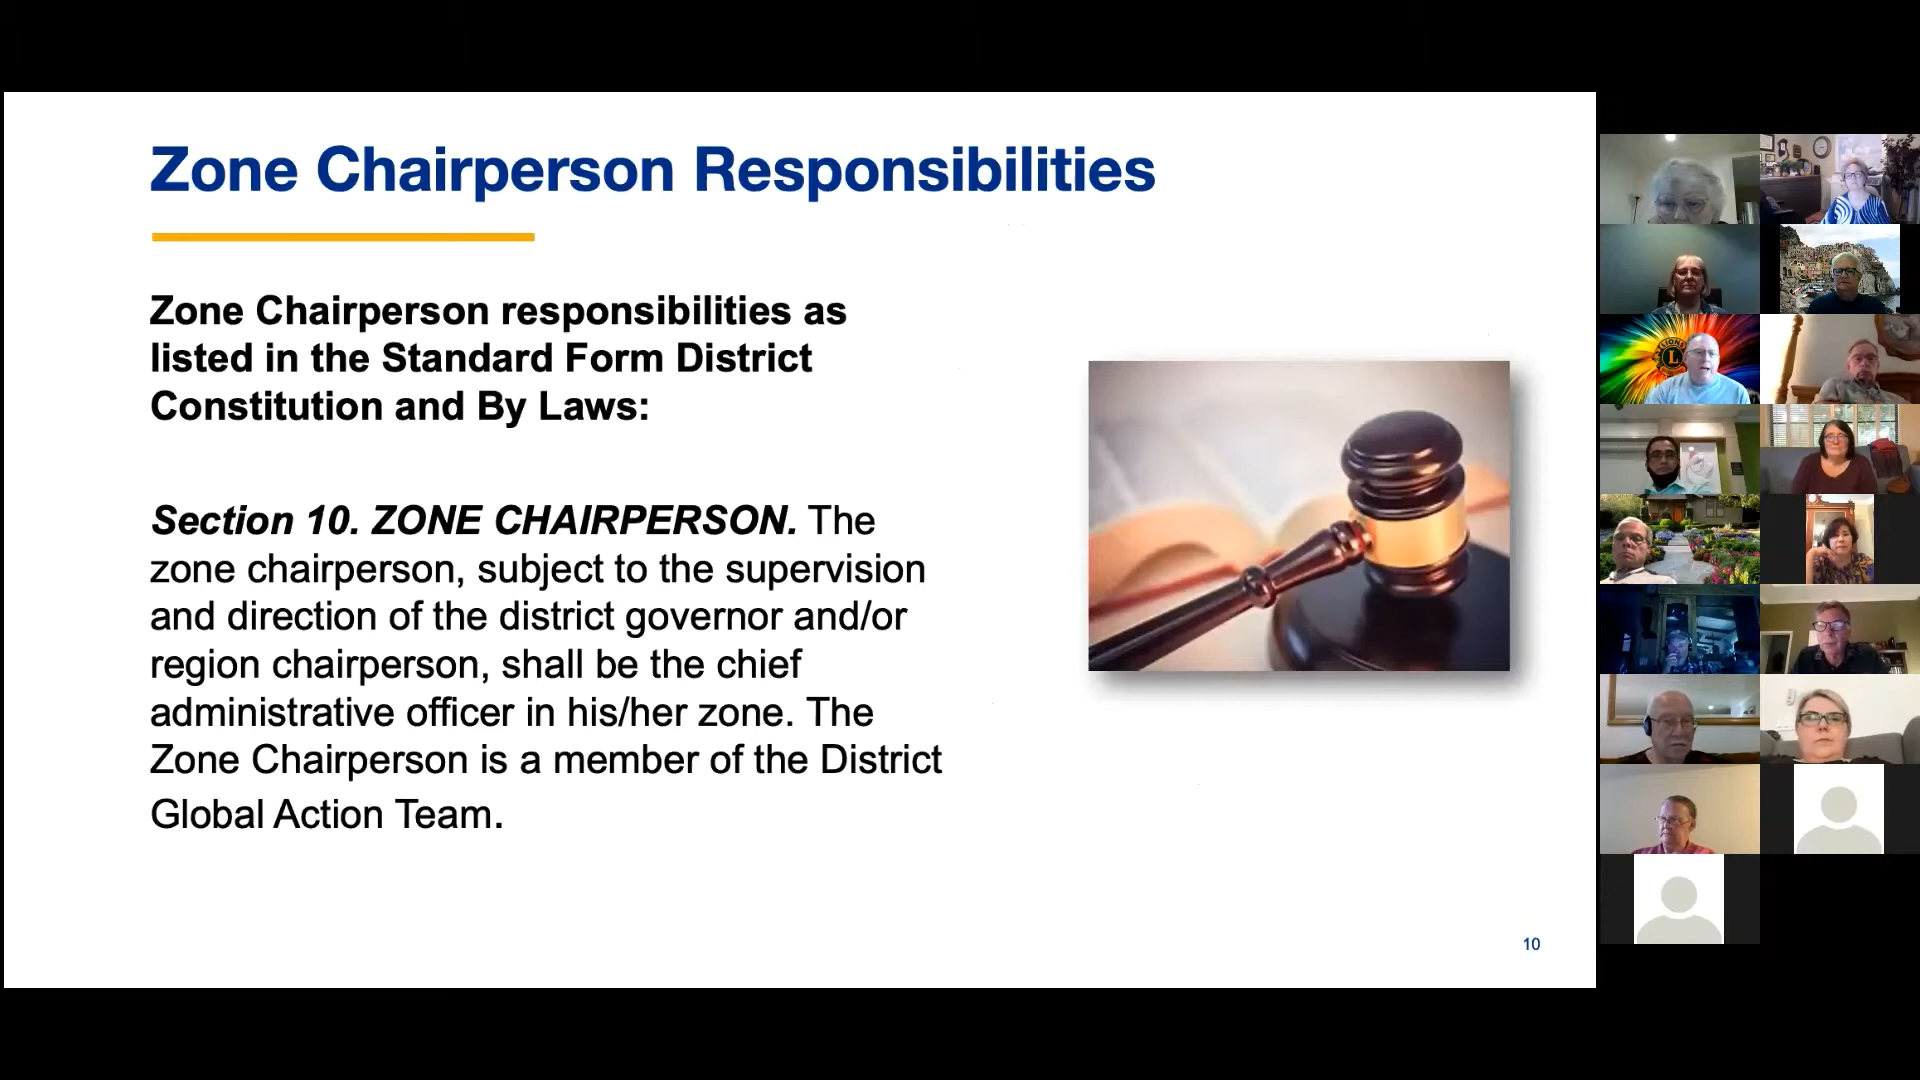 Zone Chairperson Responsibilities
Zone Chairperson responsibilities as
listed in the Standard Form District
Constitution and By Laws:
Section 10. ZONE CHAIRPERSON. The
zone chairperson, subject to the supervision
and direction of the district governor and/or
region chairperson, shall be the chief
administrative officer in his/her zone. The
Zone Chairperson is a member of the District
Global Action Team.
10
LIONS
L